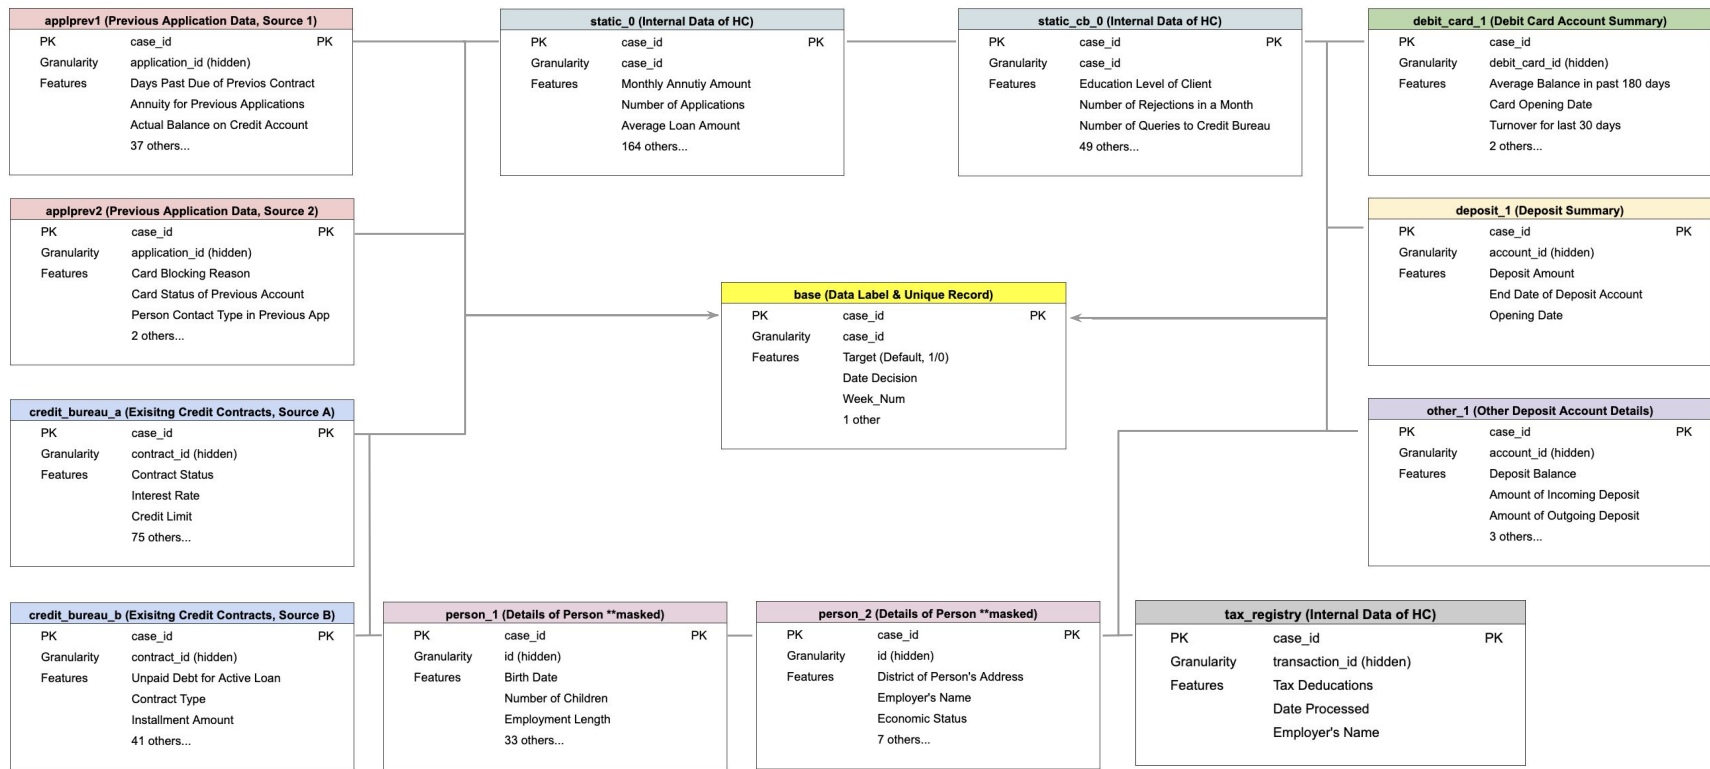 applprev1 (Previous Application Data, Source 1)
PK case_id PK
Granularity application_id (hidden)
Features Days Past Due of Previos Contract
Annuity for Previous Applications
Actual Balance on Credit Account
37 others...
static_0 (Internal Data of HC)
PK case_id PK
Granularity case_id
Features Monthly Annutiy Amount
Number of Applications
Average Loan Amount
164 others...
static_cb_0 (Internal Data of HC)
PK case_id PK
Granularity case_id
Features Education Level of Client
Number of Rejections in a Month
Number of Queries to Credit Bureau
49 others...
debit_card_1 (Debit Card Account Summary)
PK case_id
Granularity debit_card_id (hidden)
Features Average Balance in past 180 days
Card Opening Date
Turnover for last 30 days
2 others...
applprev2 (Previous Application Data, Source 2)
PK case_id PK
Granularity application_id (hidden)
Features Card Blocking Reason
Card Status of Previous Account
Person Contact Type in Previous App
2 others...
base (Data Label & Unique Record)
PK case_id PK
Granularity case_id
Features Target (Default, 1/0)
Date Decision
Week_Num
1 other
deposit_1 (Deposit Summary)
PK case_id PK
Granularity account_id (hidden)
Features Deposit Amount
End Date of Deposit Account
Opening Date
credit_bureau_a (Exisitng Credit Contracts, Source A)
PK case_id PK
Granularity contract_id (hidden)
Features Contract Status
Interest Rate
Credit Limit
75 others...
other_1 (Other Deposit Account Details)
PK case_id PK
Granularity account_id (hidden)
Features Deposit Balance
Amount of Incoming Deposit
Amount of Outgoing Deposit
3 others...
credit_bureau_b (Exisitng Credit Contracts, Source B)
PK case_id PK
Granularity contract_id (hidden)
Features Unpaid Debt for Active Loan
Contract Type
Installment Amount
41 others...
person_1 (Details of Person **masked)
PK case_id PK
Granularity id (hidden)
Features Birth Date
Number of Children
Employment Length
33 others...
person_2 (Details of Person **masked)
PK case_id PK
Granularity id (hidden)
Features District of Person's Address
Employer's Name
Economic Status
7 others...
tax_registry (Internal Data of HC)
PK case_id PK
Granularity transaction_id (hidden)
Features Tax Deducations
Date Processed
Employer's Name